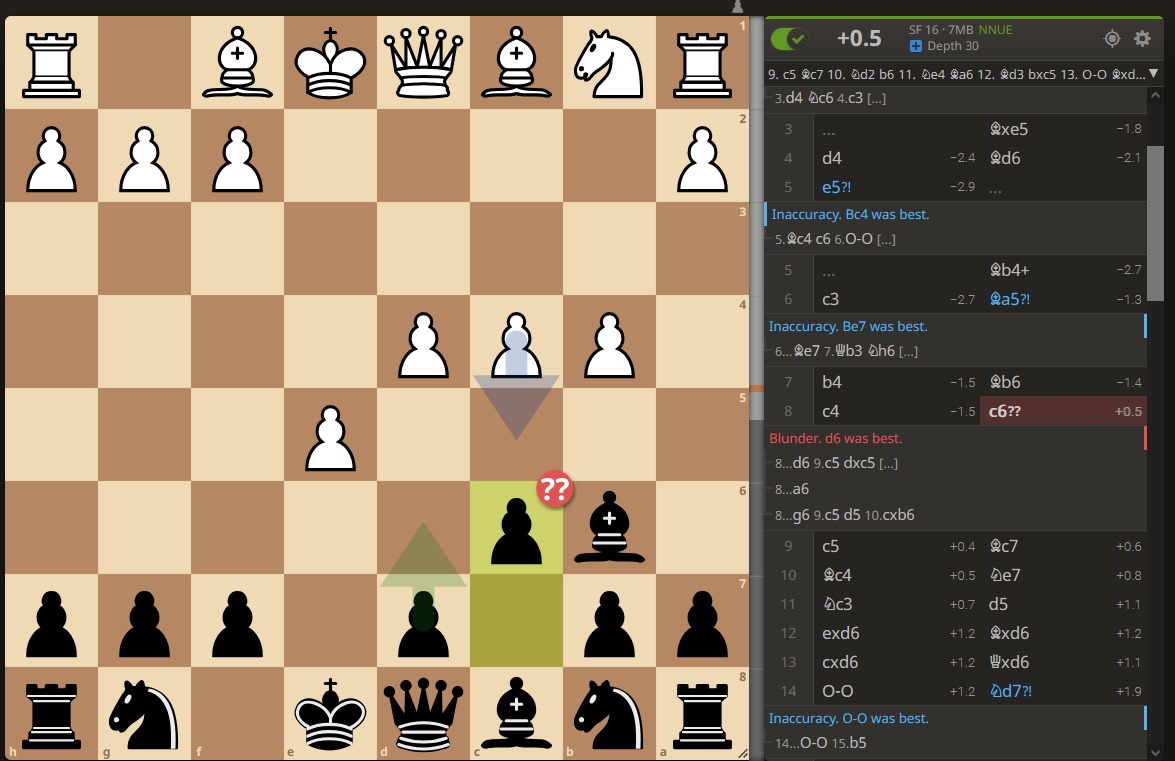 +0.5
SF 16 · 7MB NNUE
Depth 30
9. c5 ♗c7 10. ♘d2 b6 11. ♘e4 ♗a6 12. ♗d3 bxc5 13. O-O ♗xd...
3.d4 ♘c6 4.c3 [...]
3 ... ♗xe5 −1.8
4 d4 −2.4 ♗d6 −2.1
5 e5?! −2.9 ...
Inaccuracy. Bc4 was best.
5.♗c4 c6 6.O-O [...]
5 ... ♗b4+ −2.7
6 c3 −2.7 ♗a5?! −1.3
Inaccuracy. Be7 was best.
6...♗e7 7.♕b3 ♘h6 [...]
7 b4 −1.5 ♗b6 −1.4
8 c4 −1.5 c6?? +0.5
Blunder. d6 was best.
8...d6 9.c5 dxc5 [...]
8...a6
8...g6 9.c5 d5 10.cxb6
9 c5 +0.4 ♗c7 +0.6
10 ♗c4 +0.5 ♘e7 +0.8
11 ♘c3 +0.7 d5 +1.1
12 exd6 +1.2 ♗xd6 +1.2
13 cxd6 +1.2 ♕xd6 +1.1
14 O-O +1.2 ♘d7?! +1.9
Inaccuracy. O-O was best.
14...O-O 15.b5
1
2
3
4
5
??
6
7
8
h g f e d c b a